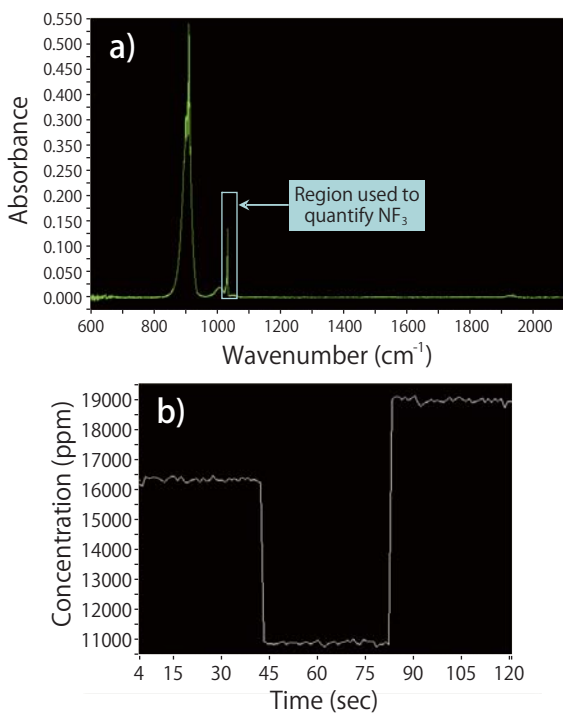 a)
0.550
0.500
0.450
0.400
0.350
0.300
0.250
0.200
0.150
0.100
0.050
0.000
Absorbance
Region used to
quantify NF₃
600 800 1000 1200 1400 1600 1800 2000
Wavenumber (cm⁻¹)
b)
19000
18000
17000
16000
15000
14000
13000
12000
11000
Concentration (ppm)
4 15 30 45 60 75 90 105 120
Time (sec)